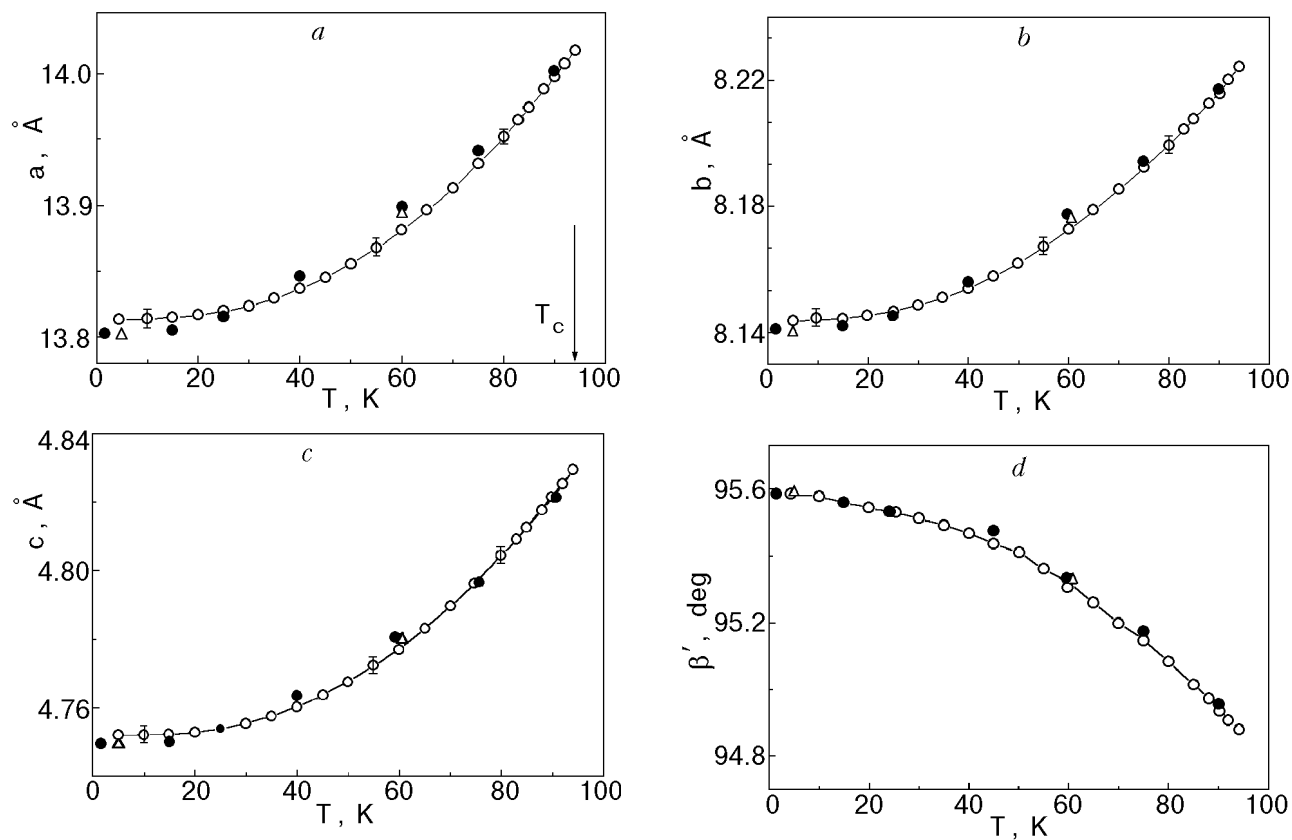 a
14.0
13.9
13.8
a, Å
T_c
0 20 40 60 80 100
T, K
b
8.22
8.18
8.14
b, Å
0 20 40 60 80 100
T, K
c
4.84
4.80
4.76
c, Å
0 20 40 60 80 100
T, K
d
95.6
95.2
94.8
β′, deg
0 20 40 60 80 100
T, K